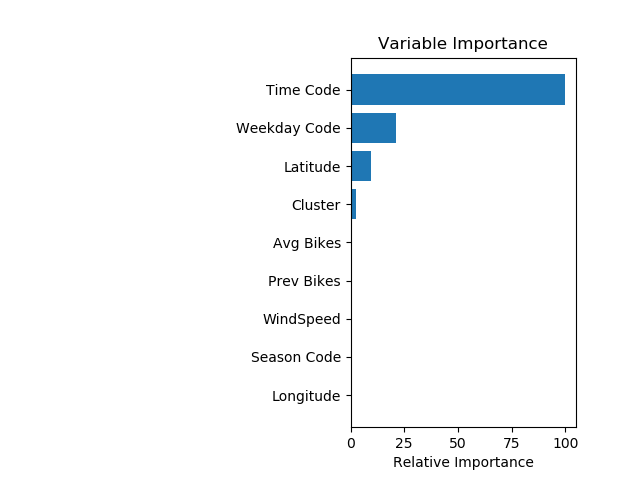 Variable Importance
Time Code
Weekday Code
Latitude
Cluster
Avg Bikes
Prev Bikes
WindSpeed
Season Code
Longitude
0 25 50 75 100
Relative Importance